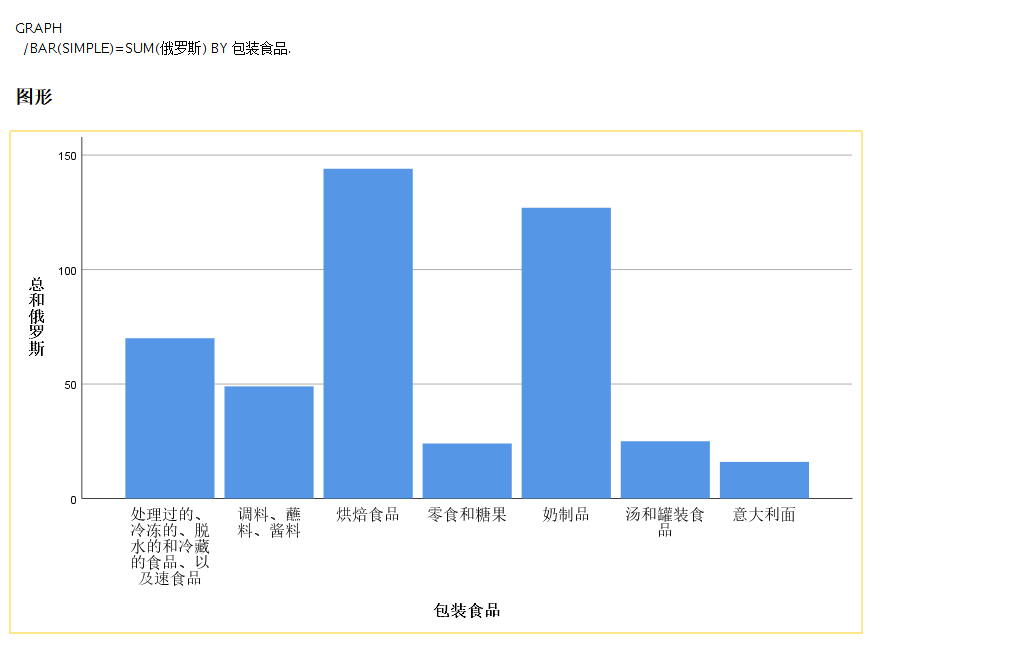 GRAPH
/BAR(SIMPLE)=SUM(俄罗斯) BY 包装食品.
图形
150
100
50
0
总和俄罗斯
处理过的、
冷冻的、脱
水的和冷藏
的食品、以
及速食品
调料、蘸
料、酱料
烘焙食品
零食和糖果
奶制品
汤和罐装食
品
意大利面
包装食品